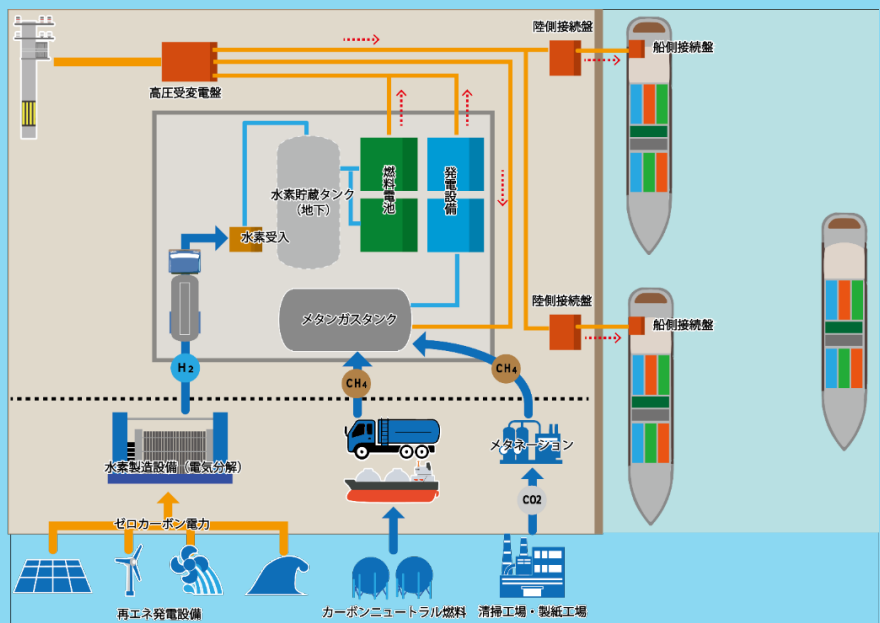 陸側接続盤
船側接続盤
高圧受変電盤
水素貯蔵タンク
（地下）
燃料電池
発電設備
水素受入
メタンガスタンク
陸側接続盤
船側接続盤
H2
CH4
CH4
水素製造設備（電気分解）
メタネーション
CO2
ゼロカーボン電力
再エネ発電設備
カーボンニュートラル燃料
清掃工場・製紙工場